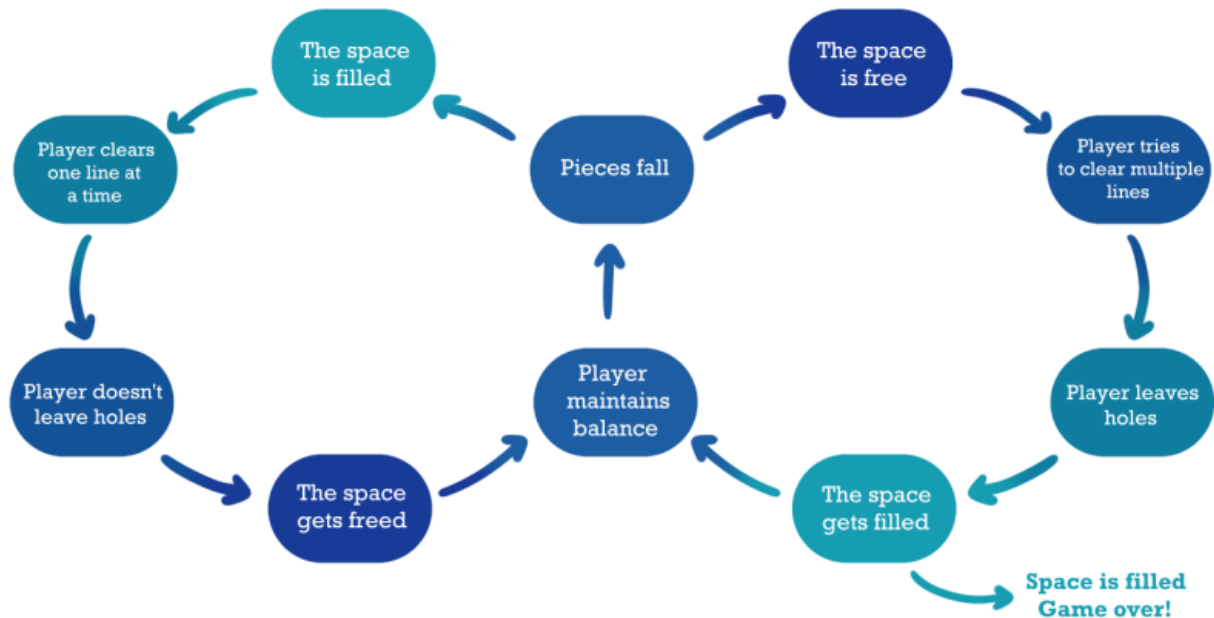 The space
is filled
The space
is free
Pieces fall
Player clears
one line at
a time
Player tries
to clear multiple
lines
Player doesn't
leave holes
Player
maintains
balance
Player leaves
holes
The space
gets freed
The space
gets filled
Space is filled
Game over!